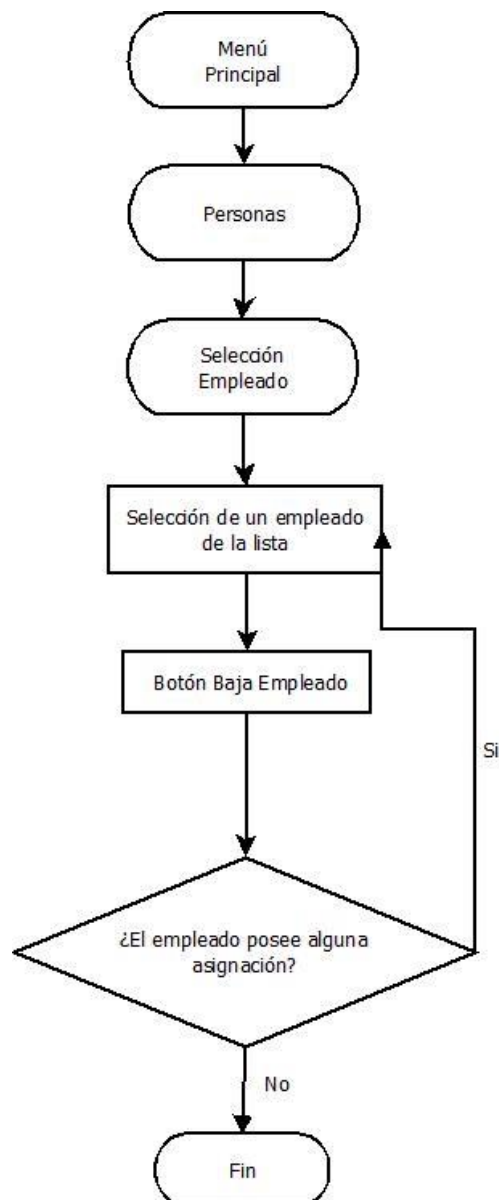 Menú
Principal
Personas
Selección
Empleado
Selección de un empleado
de la lista
Botón Baja Empleado
Si
¿El empleado posee alguna
asignación?
No
Fin